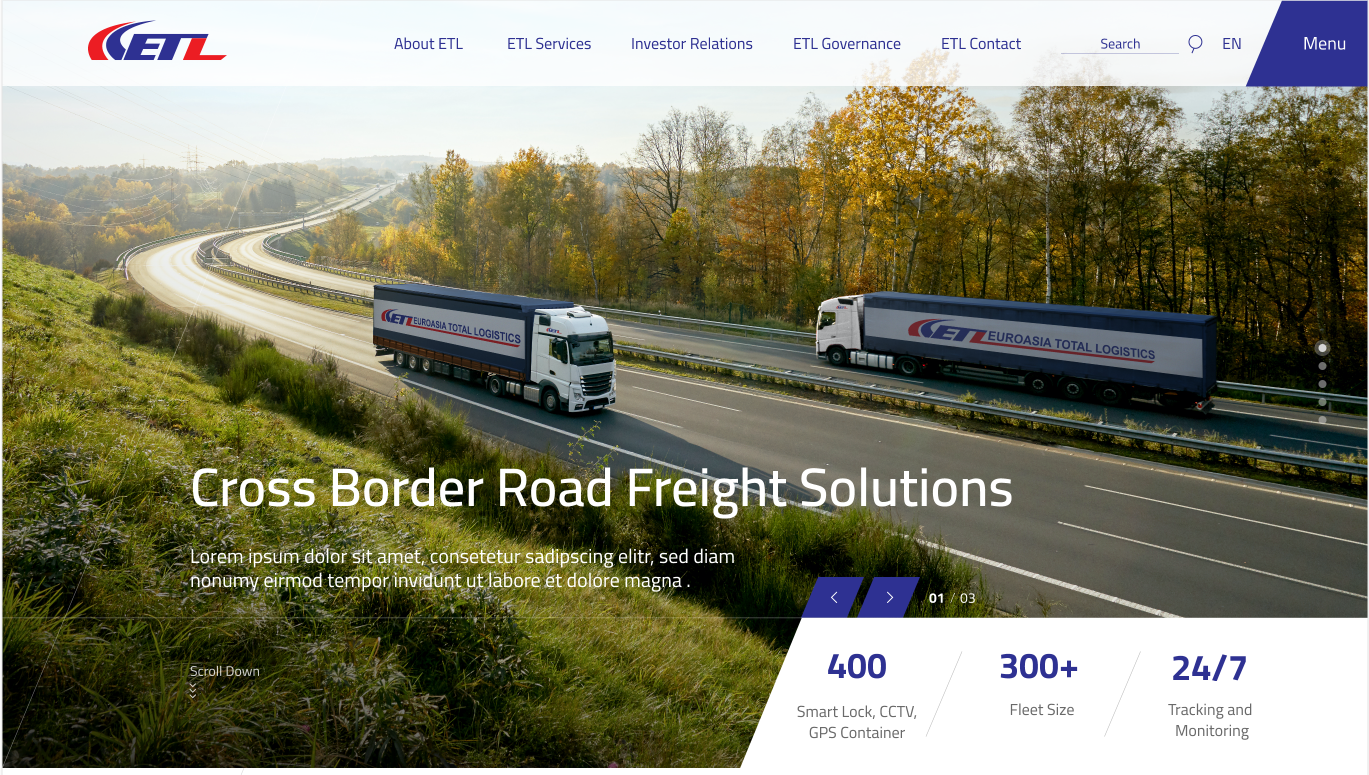 ETL
About ETL
ETL Services
Investor Relations
ETL Governance
ETL Contact
Search
EN
Menu
ETL EUROASIA TOTAL LOGISTICS
ETL
ETL EUROASIA TOTAL LOGISTICS
Cross Border Road Freight Solutions
Lorem ipsum dolor sit amet, consetetur sadipscing elitr, sed diam
nonumy eirmod tempor invidunt ut labore et dolore magna .
01 / 03
Scroll Down
400
Smart Lock, CCTV,
GPS Container
300+
Fleet Size
24/7
Tracking and
Monitoring